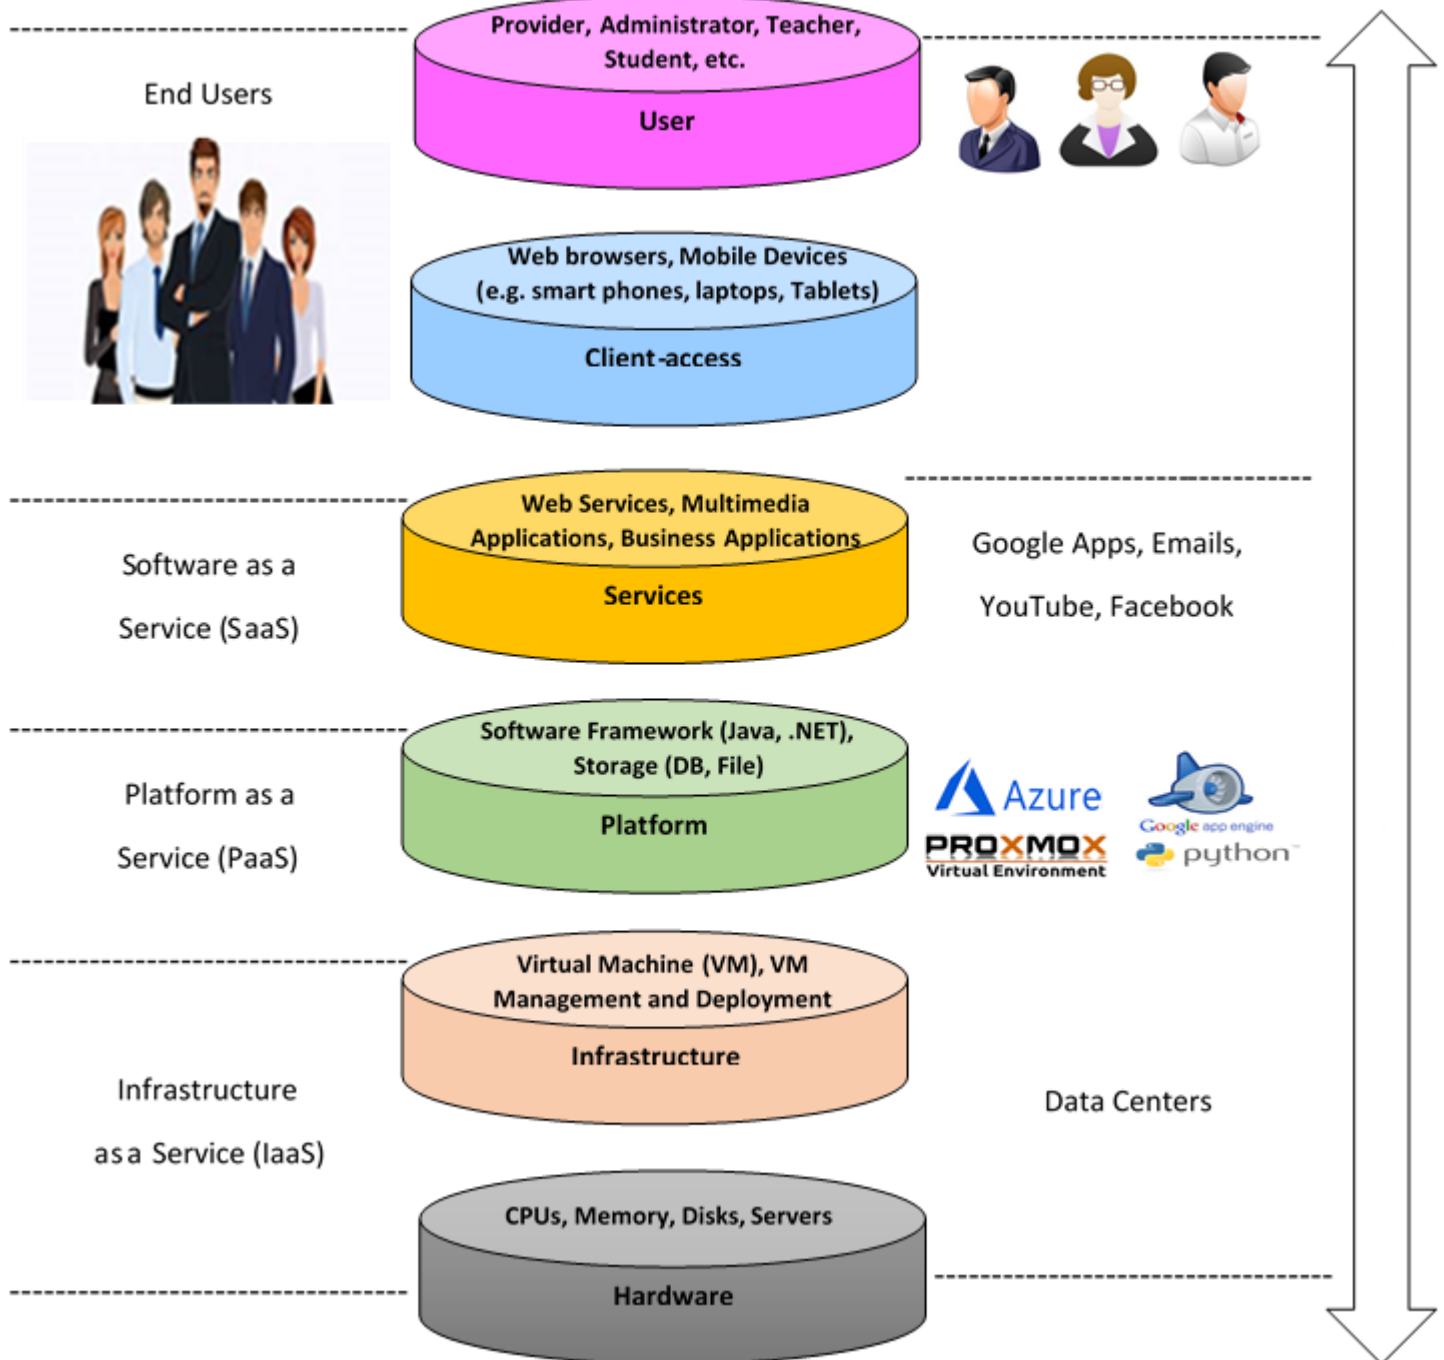 Provider, Administrator, Teacher,
Student, etc.
User
End Users
Web browsers, Mobile Devices
(e.g. smart phones, laptops, Tablets)
Client-access
Web Services, Multimedia
Applications, Business Applications
Services
Software as a
Service (SaaS)
Google Apps, Emails,
YouTube, Facebook
Software Framework (Java, .NET),
Storage (DB, File)
Platform
Platform as a
Service (PaaS)
Azure
Google app engine
PROXMOX
Virtual Environment
python™
Virtual Machine (VM), VM
Management and Deployment
Infrastructure
Infrastructure
as a Service (IaaS)
Data Centers
CPUs, Memory, Disks, Servers
Hardware